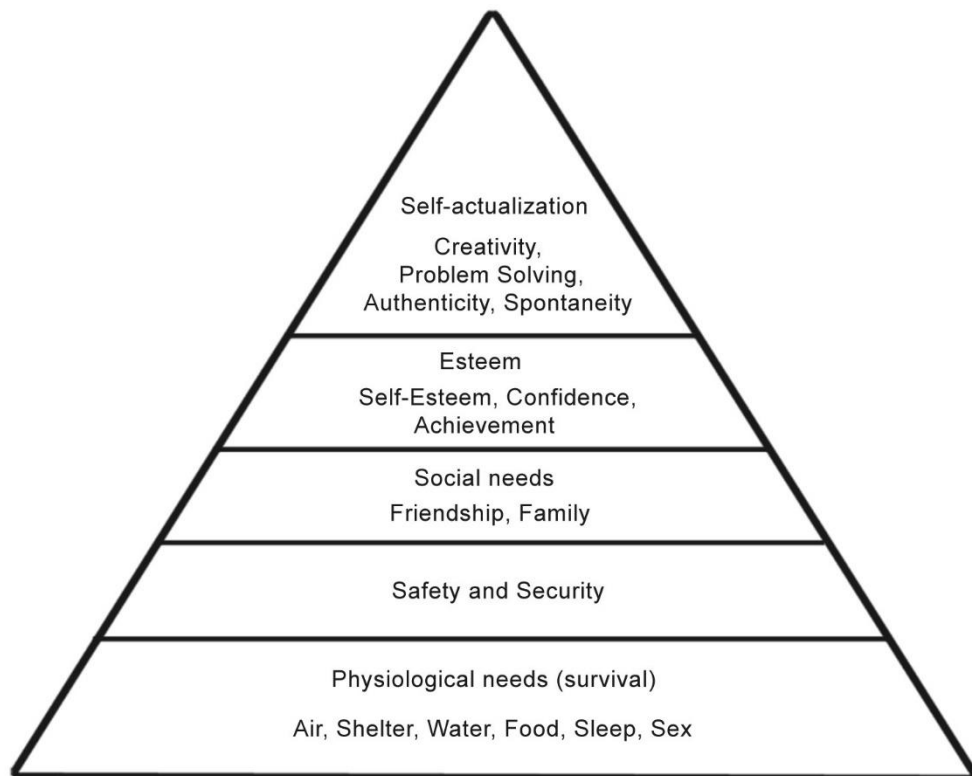 Self-actualization
Creativity,
Problem Solving,
Authenticity, Spontaneity
Esteem
Self-Esteem, Confidence,
Achievement
Social needs
Friendship, Family
Safety and Security
Physiological needs (survival)
Air, Shelter, Water, Food, Sleep, Sex